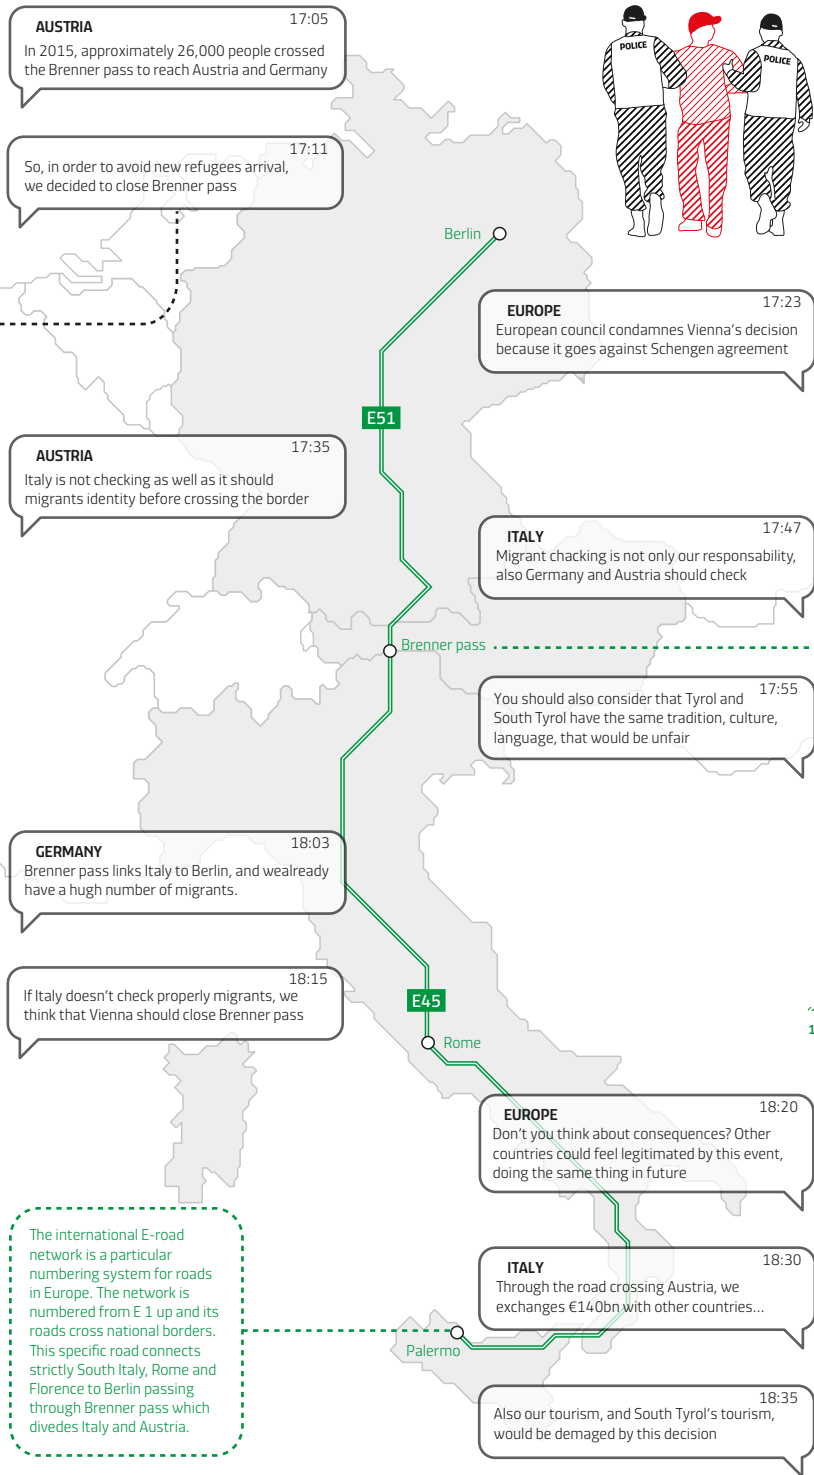 17:05
AUSTRIA
In 2015, approximately 26,000 people crossed
the Brenner pass to reach Austria and Germany
POLICE
POLICE
17:11
So, in order to avoid new refugees arrival,
we decided to close Brenner pass
Berlin
17:23
EUROPE
European council condamnes Vienna's decision
because it goes against Schengen agreement
E51
17:35
AUSTRIA
Italy is not checking as well as it should
migrants identity before crossing the border
17:47
ITALY
Migrant chacking is not only our responsability,
also Germany and Austria should check
Brenner pass
17:55
You should also consider that Tyrol and
South Tyrol have the same tradition, culture,
language, that would be unfair
18:03
GERMANY
Brenner pass links Italy to Berlin, and wealready
have a hugh number of migrants.
18:15
If Italy doesn't check properly migrants, we
think that Vienna should close Brenner pass
E45
1
Rome
18:20
EUROPE
Don't you think about consequences? Other
countries could feel legitimated by this event,
doing the same thing in future
The international E-road
network is a particular
numbering system for roads
in Europe. The network is
numbered from E 1 up and its
roads cross national borders.
This specific road connects
strictly South Italy, Rome and
Florence to Berlin passing
through Brenner pass which
divedes Italy and Austria.
18:30
ITALY
Through the road crossing Austria, we
exchanges €140bn with other countries...
Palermo
18:35
Also our tourism, and South Tyrol's tourism,
would be demaged by this decision